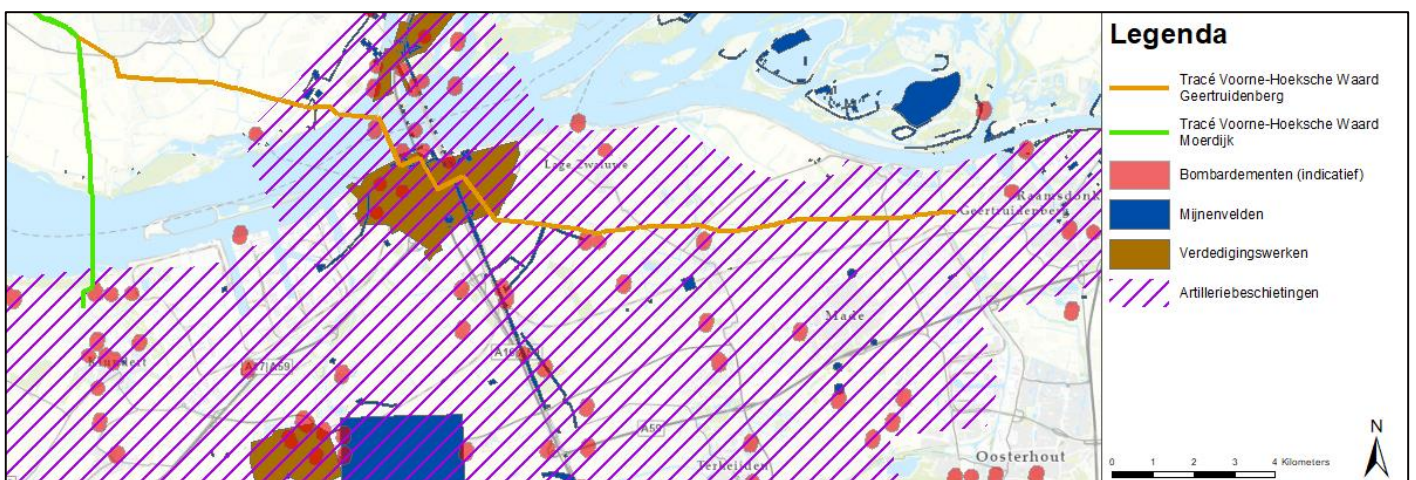 Legenda
Tracé Voorne-Hoeksche Waard
Geertruidenberg
Tracé Voorne-Hoeksche Waard
Moerdijk
Bombardementen (indicatief)
Mijnenvelden
Verdedigingswerken
Artilleriebeschietingen
N
0 1 2 3 4 Kilometers
Lage Zwaluwe
Raamsdonk
Geertruidenberg
Made
Klundert
A17|A59
A59
Terheijden
Oosterhout